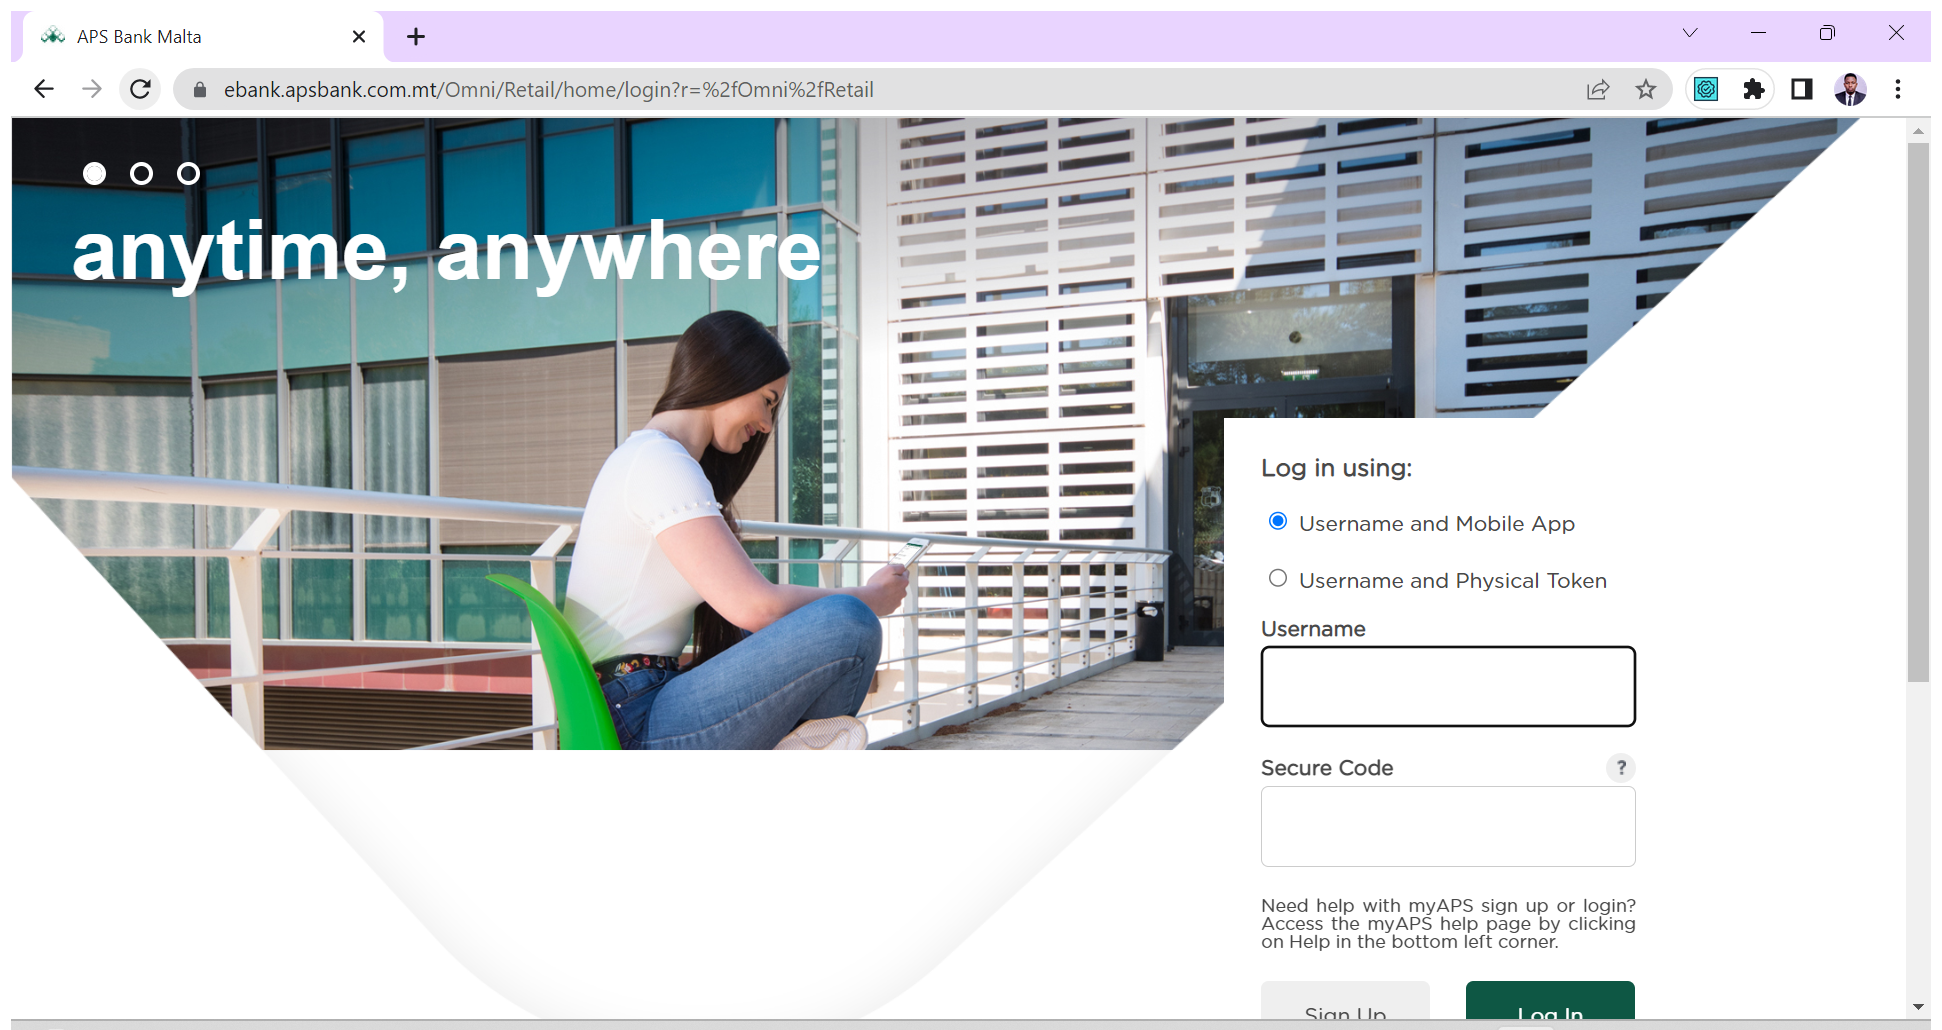 APS Bank Malta
ebank.apsbank.com.mt/Omni/Retail/home/login?r=%2fOmni%2fRetail
anytime, anywhere
Log in using:
Username and Mobile App
Username and Physical Token
Username
Secure Code
?
Need help with myAPS sign up or login?
Access the myAPS help page by clicking
on Help in the bottom left corner.
Sign Up
Log In